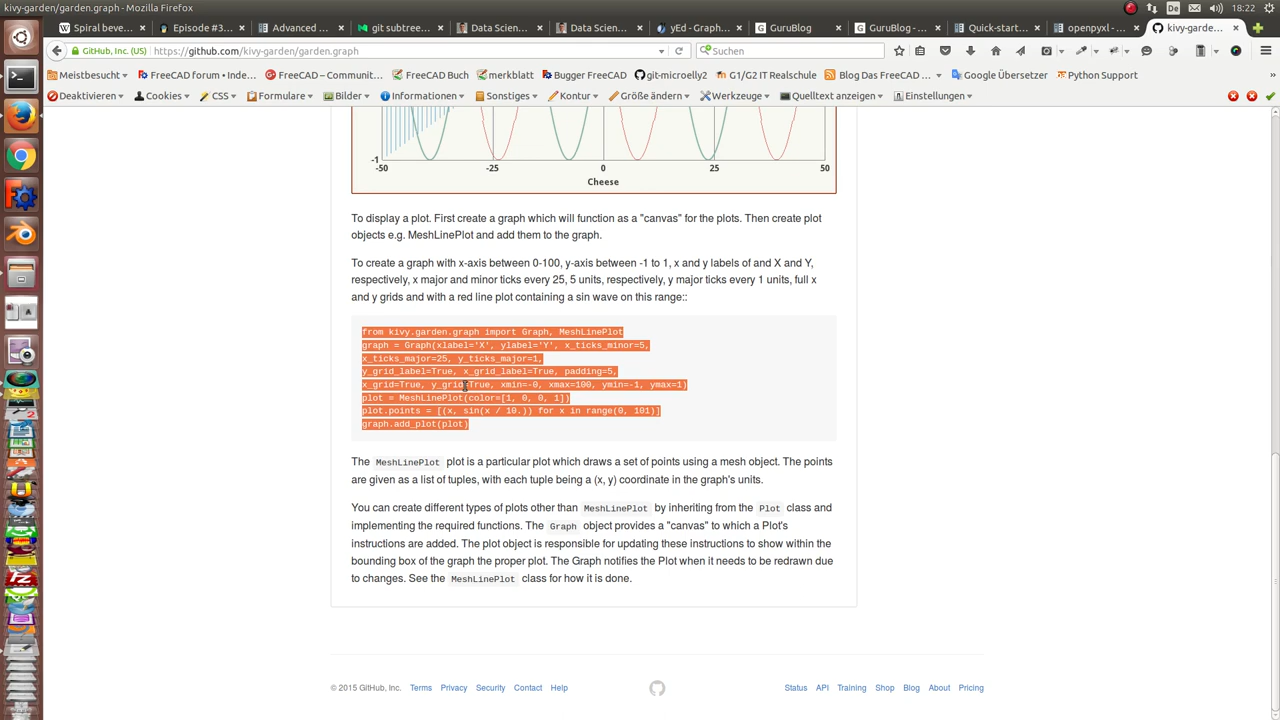 kivy-garden/garden.graph - Mozilla Firefox
De
18:22
Spiral bever...
Episode #3...
Advanced ...
git subtree...
Data Scienc...
Data Scienc...
yEd - Graph...
GuruBlog
GuruBlog - ...
Quick-start...
openpyxl - ...
kivy-garde...
GitHub, Inc. (US)
https://github.com/kivy-garden/garden.graph
Suchen
Meistbesucht
FreeCAD forum • Inde...
FreeCAD – Communit...
FreeCAD Buch
merkblatt
Bugger FreeCAD
git-microelly2
G1/G2 IT Realschule
Blog Das FreeCAD ...
Google Übersetzer
Python Koans Support
Deaktivieren
Cookies
CSS
Formulare
Bilder
Informationen
Sonstiges
Kontur
Größe ändern
Werkzeuge
Quelltext anzeigen
Einstellungen
-1
-50
-25
0
25
50
Cheese
To display a plot. First create a graph which will function as a "canvas" for the plots. Then create plot
objects e.g. MeshLinePlot and add them to the graph.
To create a graph with x-axis between 0-100, y-axis between -1 to 1, x and y labels of and X and Y,
respectively, x major and minor ticks every 25, 5 units, respectively, y major ticks every 1 units, full x
and y grids and with a red line plot containing a sin wave on this range::
from kivy.garden.graph import Graph, MeshLinePlot
graph = Graph(xlabel='X', ylabel='Y', x_ticks_minor=5,
x_ticks_major=25, y_ticks_major=1,
y_grid_label=True, x_grid_label=True, padding=5,
x_grid=True, y_grid=True, xmin=-0, xmax=100, ymin=-1, ymax=1)
plot = MeshLinePlot(color=[1, 0, 0, 1])
plot.points = [(x, sin(x / 10.)) for x in range(0, 101)]
graph.add_plot(plot)
The MeshLinePlot plot is a particular plot which draws a set of points using a mesh object. The points
are given as a list of tuples, with each tuple being a (x, y) coordinate in the graph's units.
You can create different types of plots other than MeshLinePlot by inheriting from the Plot class and
implementing the required functions. The Graph object provides a "canvas" to which a Plot's
instructions are added. The plot object is responsible for updating these instructions to show within the
bounding box of the graph the proper plot. The Graph notifies the Plot when it needs to be redrawn due
to changes. See the MeshLinePlot class for how it is done.
© 2015 GitHub, Inc.
Terms
Privacy
Security
Contact
Help
Status
API
Training
Shop
Blog
About
Pricing